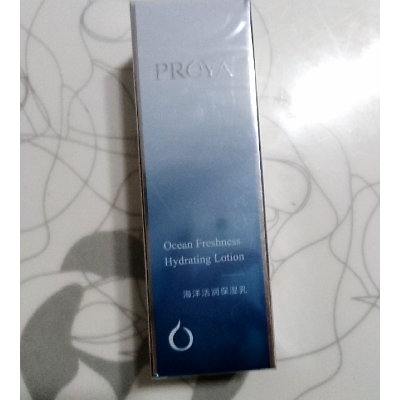 PROYA
Ocean Freshness
Hydrating Lotion
海洋活润保湿乳